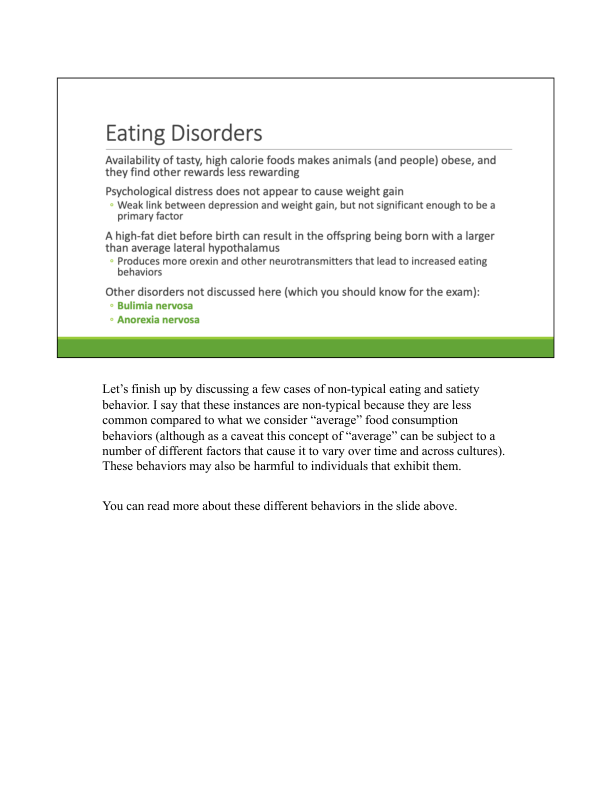 Eating Disorders
Availability of tasty, high calorie foods makes animals (and people) obese, and
they find other rewards less rewarding
Psychological distress does not appear to cause weight gain
◦ Weak link between depression and weight gain, but not significant enough to be a
primary factor
A high-fat diet before birth can result in the offspring being born with a larger
than average lateral hypothalamus
◦ Produces more orexin and other neurotransmitters that lead to increased eating
behaviors
Other disorders not discussed here (which you should know for the exam):
◦ Bulimia nervosa
◦ Anorexia nervosa
Let’s finish up by discussing a few cases of non-typical eating and satiety
behavior. I say that these instances are non-typical because they are less
common compared to what we consider “average” food consumption
behaviors (although as a caveat this concept of “average” can be subject to a
number of different factors that cause it to vary over time and across cultures).
These behaviors may also be harmful to individuals that exhibit them.
You can read more about these different behaviors in the slide above.